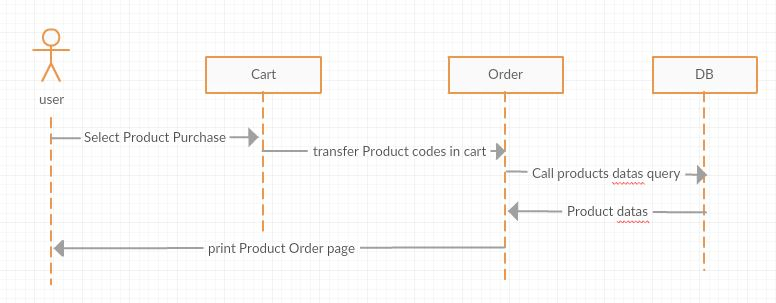 Cart
Order
DB
user
Select Product Purchase
transfer Product codes in cart
Call products datas query
Product datas
print Product Order page